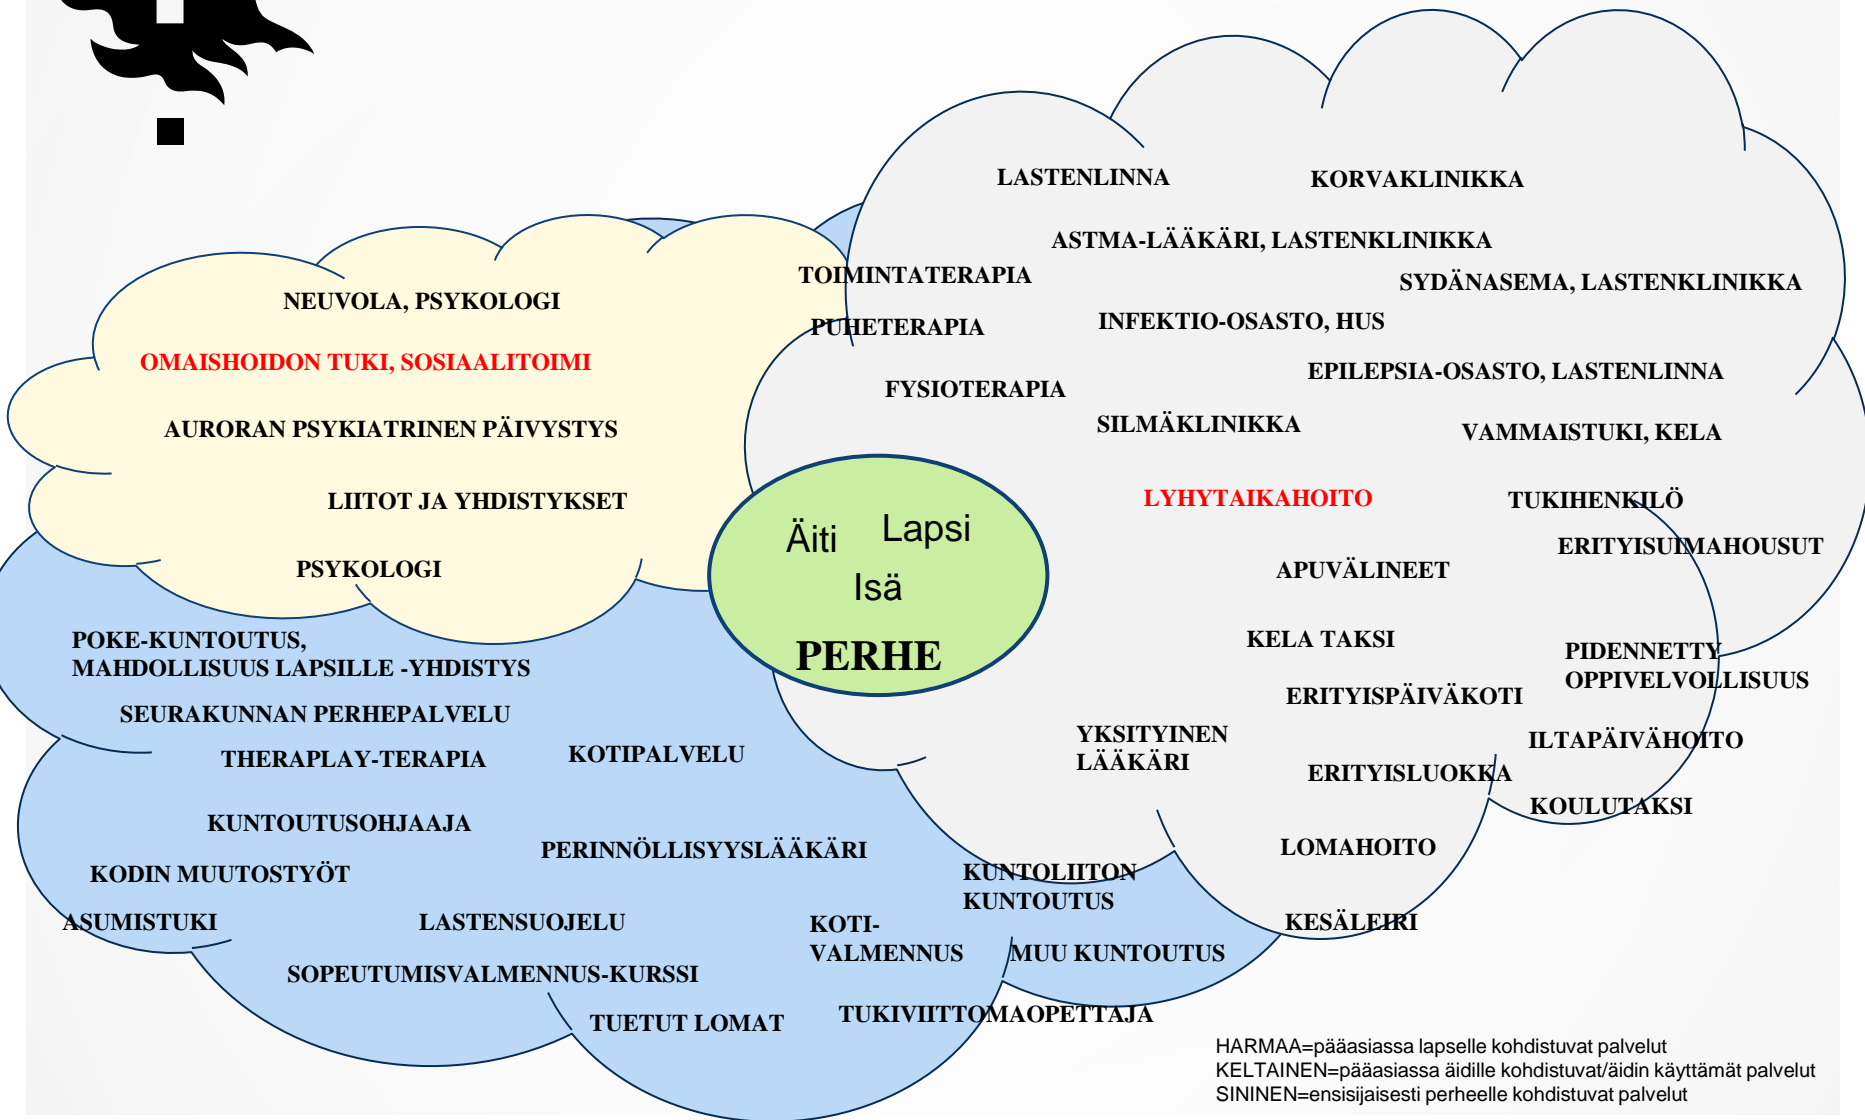 LASTENLINNA
KORVAKLINIKKA
ASTMA-LÄÄKÄRI, LASTENKLINIKKA
TOIMINTATERAPIA
SYDÄNASEMA, LASTENKLINIKKA
PUHETERAPIA
INFEKTIO-OSASTO, HUS
FYSIOTERAPIA
EPILEPSIA-OSASTO, LASTENLINNA
SILMÄKLINIKKA
VAMMAISTUKI, KELA
LYHYTAIKAHOITO
TUKIHENKILÖ
ERITYISUIMAHOUSUT
APUVÄLINEET
KELA TAKSI
PIDENNETTY
OPPIVELVOLLISUUS
ERITYISPÄIVÄKOTI
YKSITYINEN
LÄÄKÄRI
ILTAPÄIVÄHOITO
ERITYISLUOKKA
KOULUTAKSI
LOMAHOITO
KESÄLEIRI
NEUVOLA, PSYKOLOGI
OMAISHOIDON TUKI, SOSIAALITOIMI
AURORAN PSYKIATRINEN PÄIVYSTYS
LIITOT JA YHDISTYKSET
PSYKOLOGI
Äiti
Lapsi
Isä
PERHE
POKE-KUNTOUTUS,
MAHDOLLISUUS LAPSILLE -YHDISTYS
SEURAKUNNAN PERHEPALVELU
THERAPLAY-TERAPIA
KOTIPALVELU
KUNTOUTUSOHJAAJA
PERINNÖLLISYYSLÄÄKÄRI
KODIN MUUTOSTYÖT
KUNTOLIITON
KUNTOUTUS
ASUMISTUKI
LASTENSUOJELU
KOTI-
VALMENNUS
MUU KUNTOUTUS
SOPEUTUMISVALMENNUS-KURSSI
TUETUT LOMAT
TUKIVIITTOMAOPETTAJA
HARMAA=pääasiassa lapselle kohdistuvat palvelut
KELTAINEN=pääasiassa äidille kohdistuvat/äidin käyttämät palvelut
SININEN=ensisijaisesti perheelle kohdistuvat palvelut